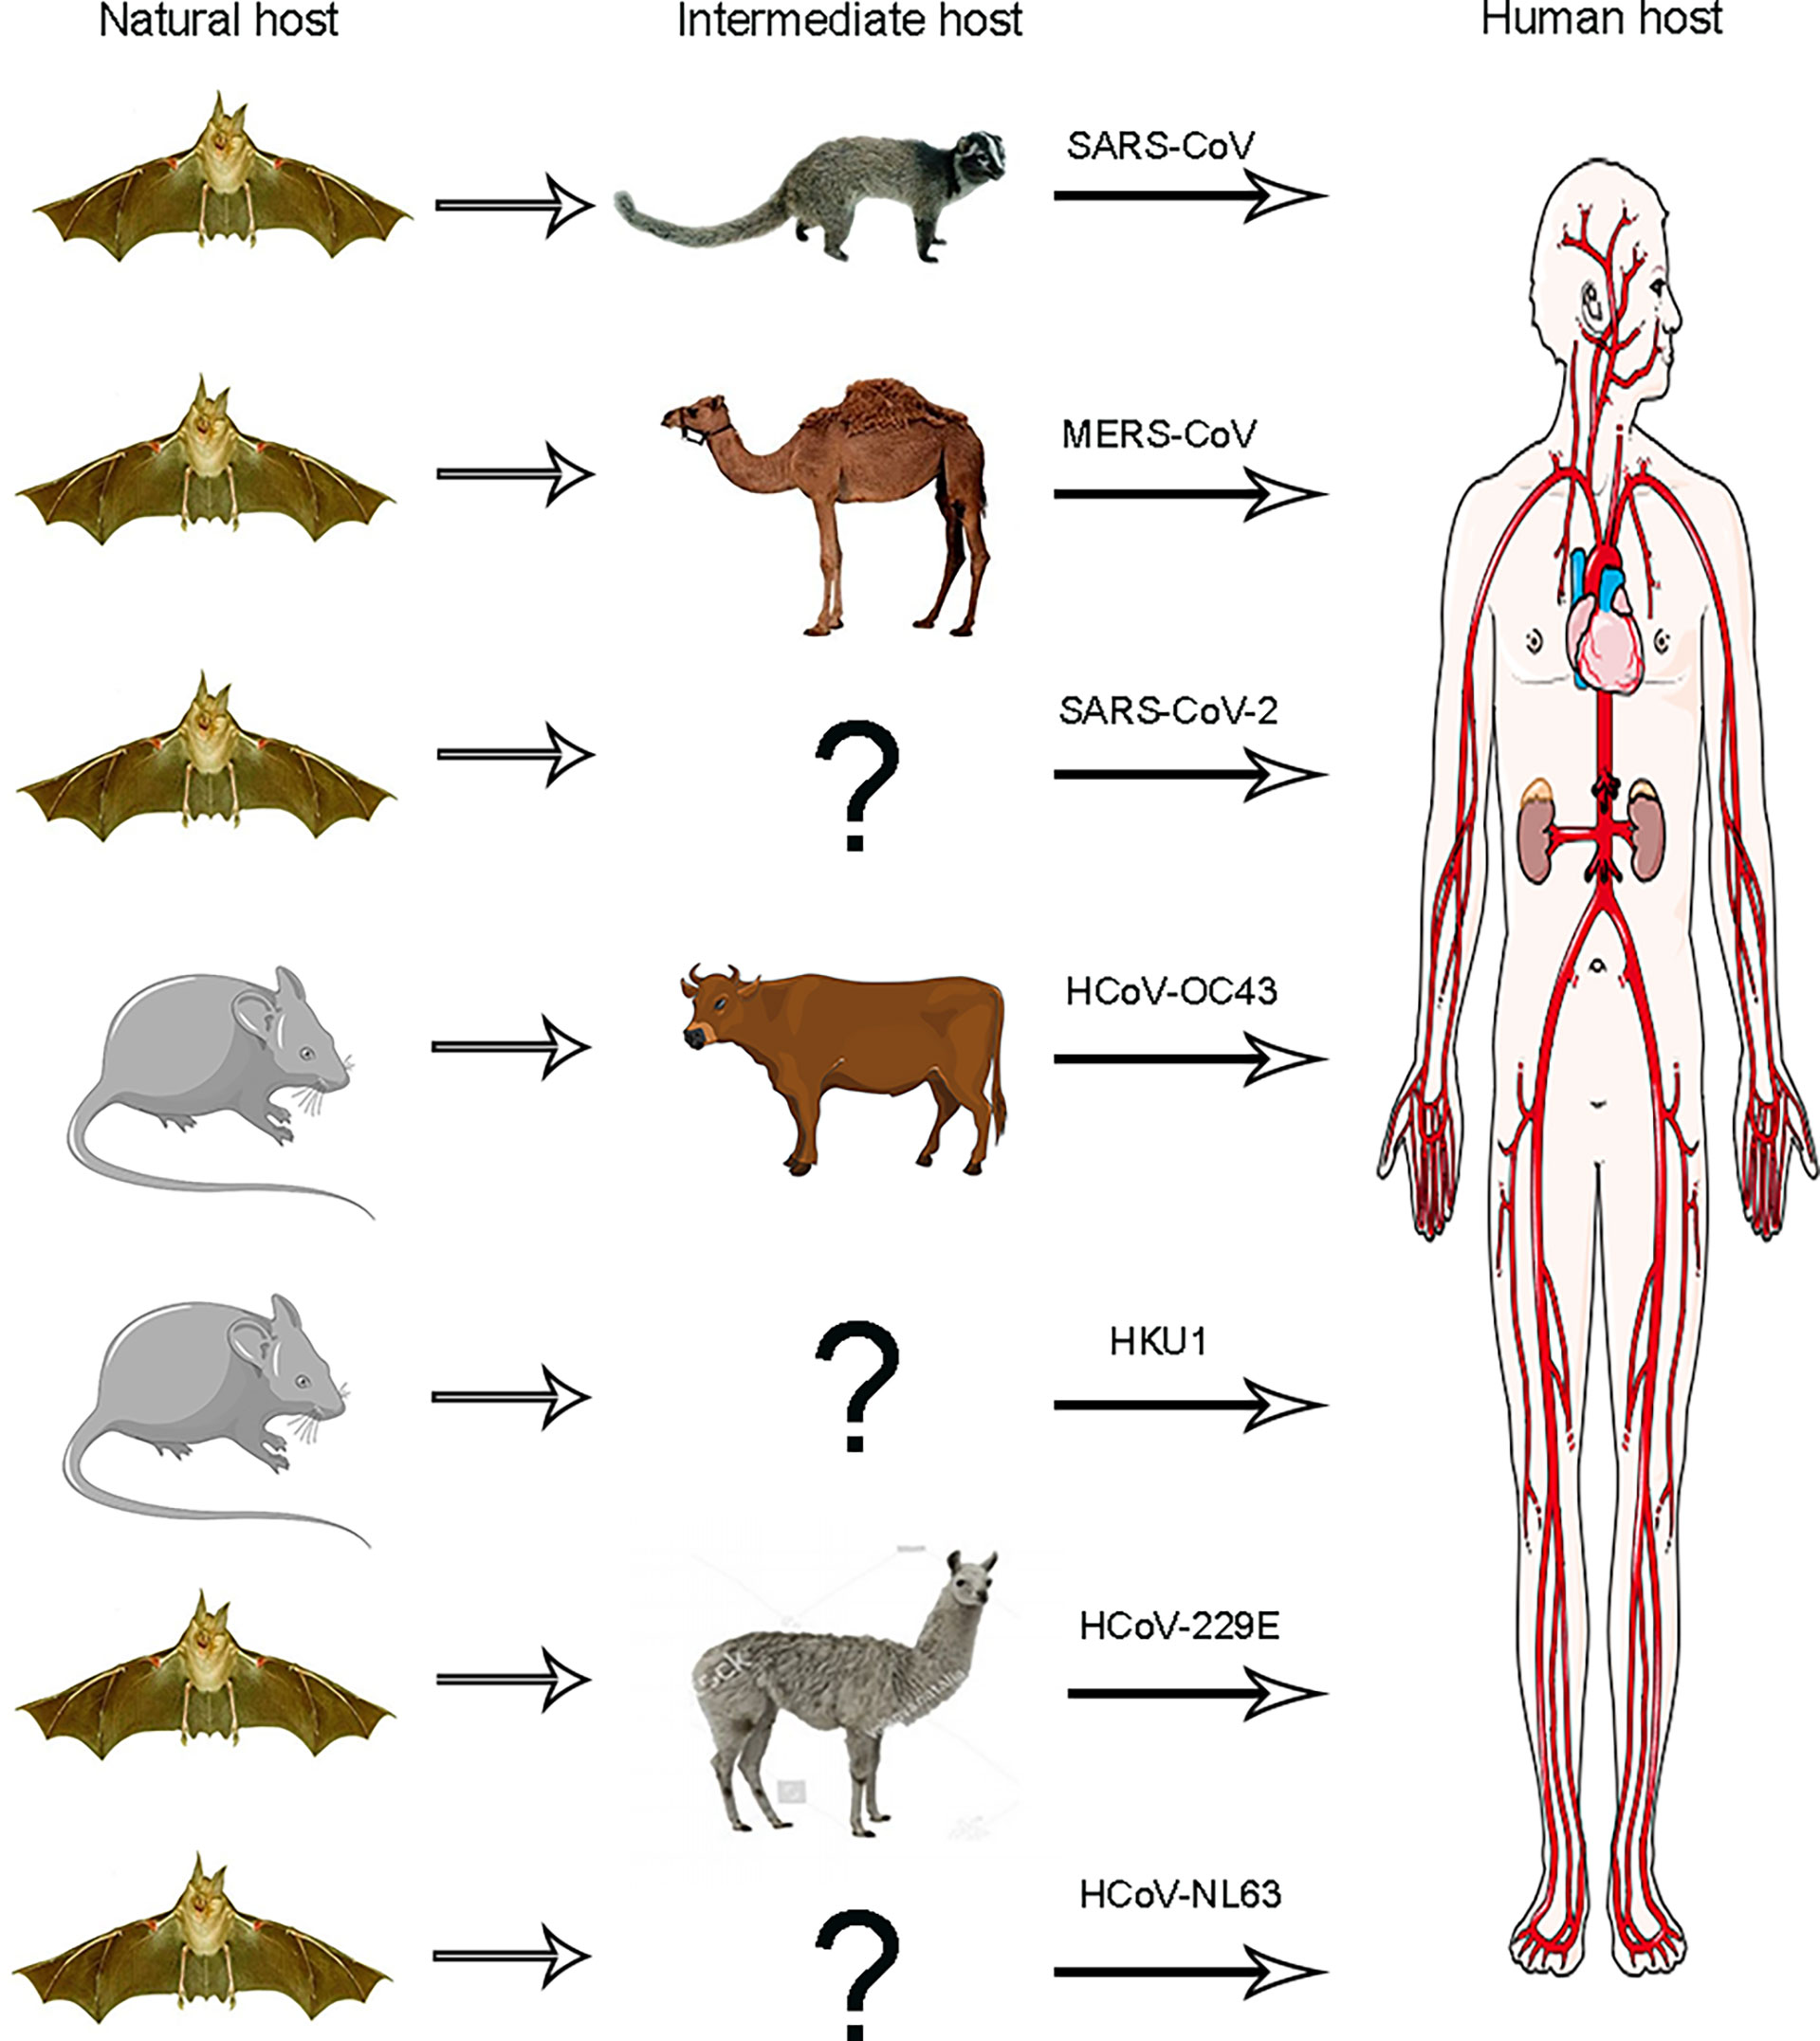 Natural host
Intermediate host
Human host
SARS-CoV
MERS-CoV
SARS-CoV-2
?
HCoV-OC43
HKU1
?
HCoV-229E
sck
HCoV-NL63
?